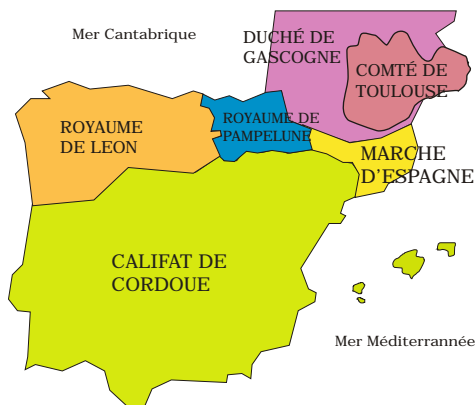 Mer Cantabrique
DUCHÉ DE
GASCOGNE
COMTÉ DE
TOULOUSE
ROYAUME
DE LEON
ROYAUME DE
PAMPELUNE
MARCHE
D'ESPAGNE
CALIFAT DE
CORDOUE
Mer Méditerrannée